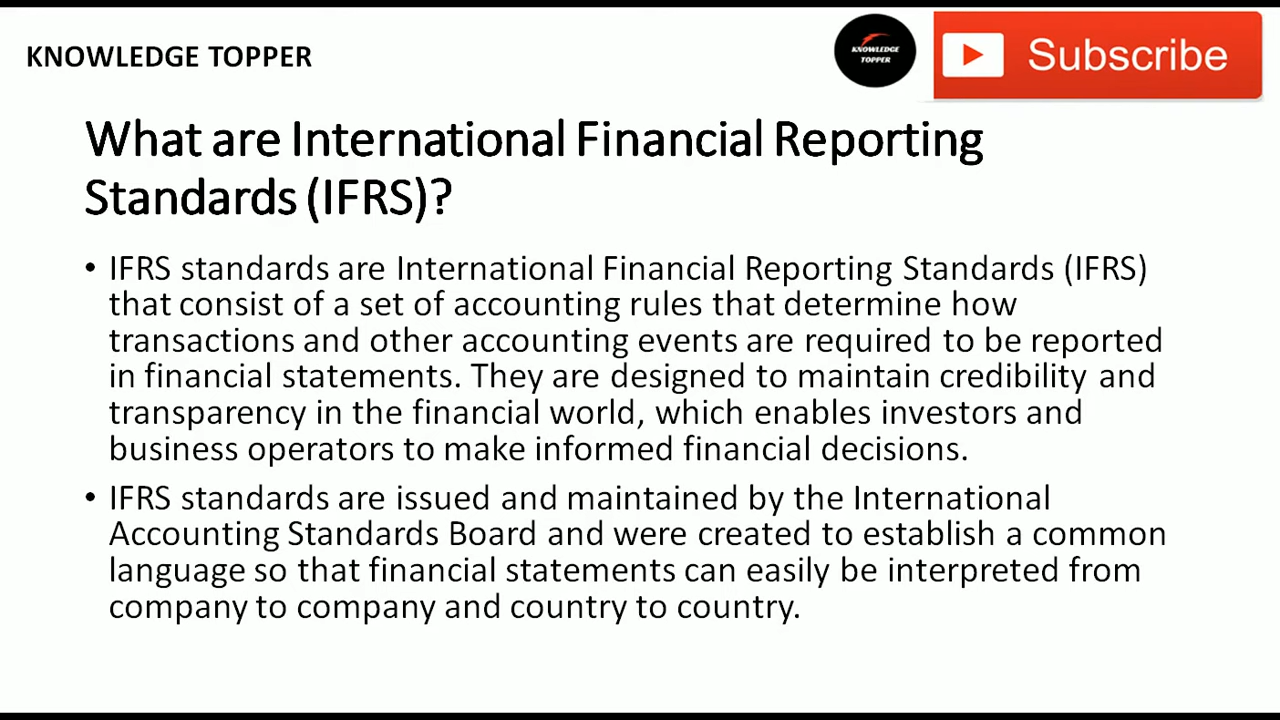 KNOWLEDGE TOPPER
KNOWLEDGE
TOPPER
Subscribe
What are International Financial Reporting
Standards (IFRS)?
• IFRS standards are International Financial Reporting Standards (IFRS)
that consist of a set of accounting rules that determine how
transactions and other accounting events are required to be reported
in financial statements. They are designed to maintain credibility and
transparency in the financial world, which enables investors and
business operators to make informed financial decisions.
• IFRS standards are issued and maintained by the International
Accounting Standards Board and were created to establish a common
language so that financial statements can easily be interpreted from
company to company and country to country.